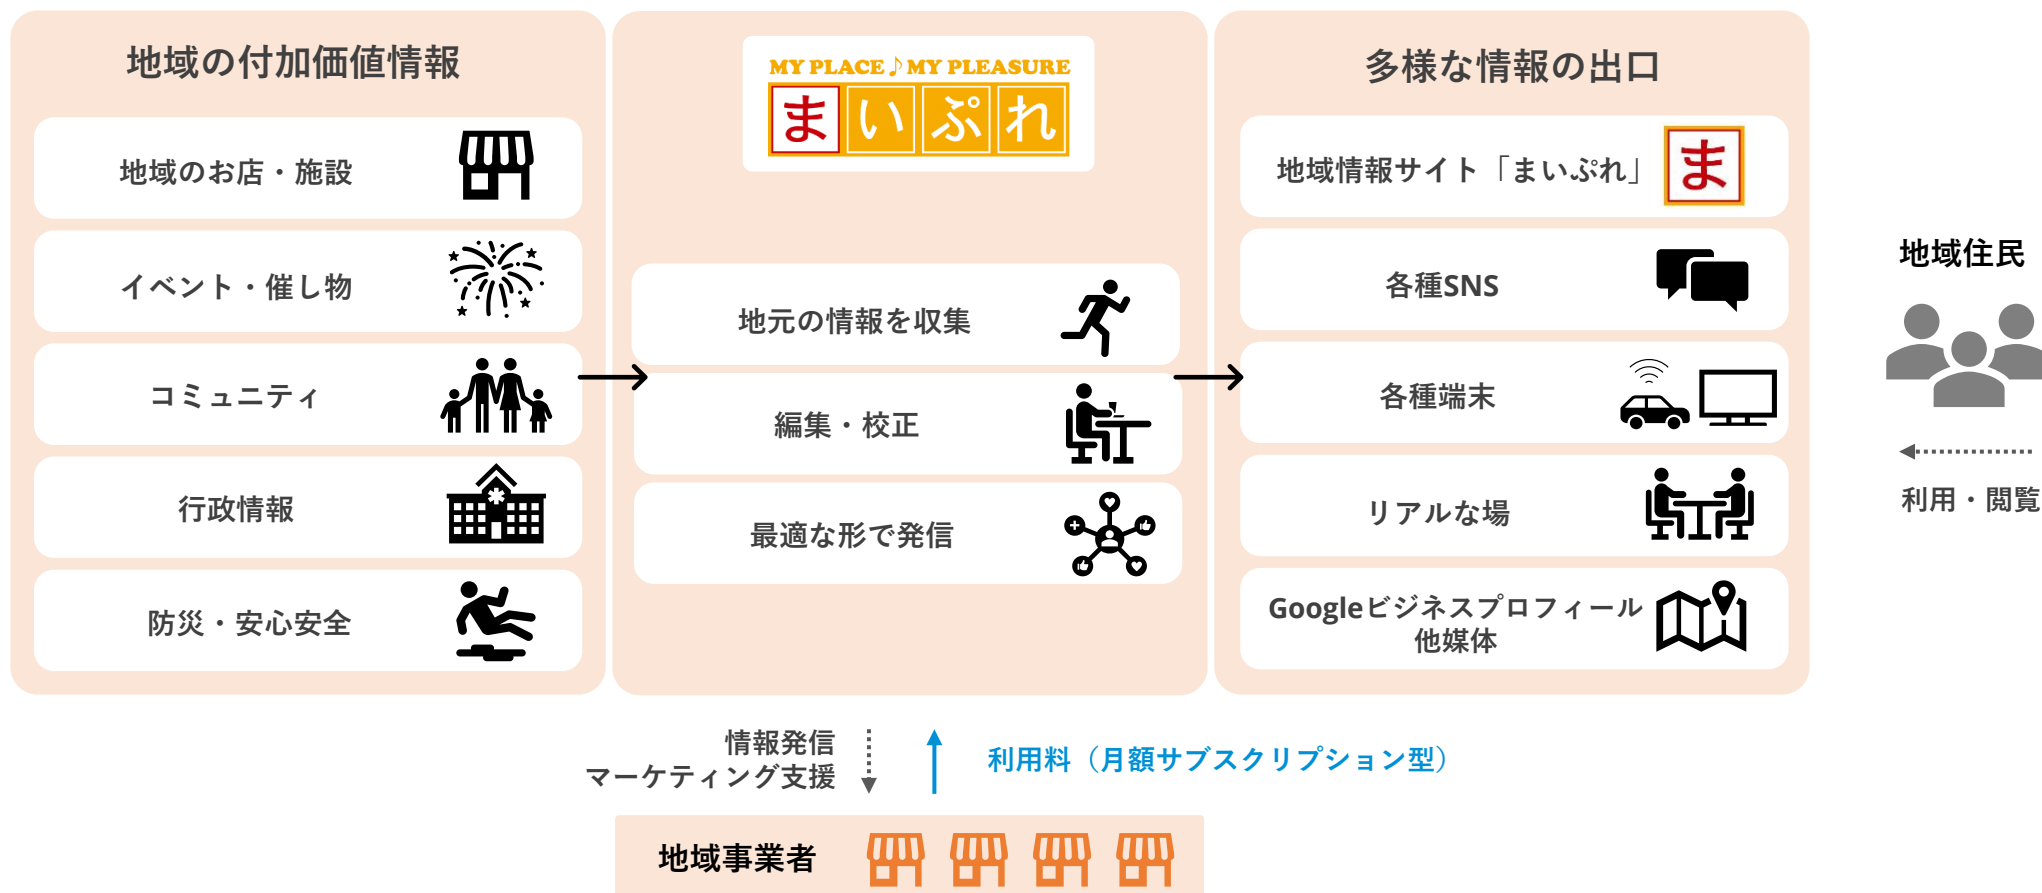 地域の付加価値情報
地域のお店・施設
イベント・催し物
コミュニティ
行政情報
防災・安心安全
MY PLACE♪MY PLEASURE
まいぷれ
地元の情報を収集
編集・校正
最適な形で発信
多様な情報の出口
地域情報サイト「まいぷれ」
ま
各種SNS
各種端末
リアルな場
Googleビジネスプロフィール
他媒体
地域住民
利用・閲覧
情報発信
マーケティング支援
利用料（月額サブスクリプション型）
地域事業者